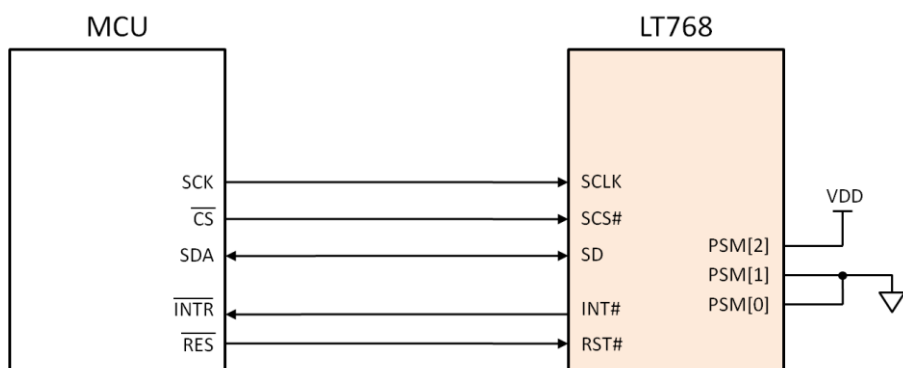 MCU
LT768
SCK
SCLK
CS
SCS#
VDD
SDA
SD
PSM[2]
PSM[1]
PSM[0]
INTR
INT#
RES
RST#